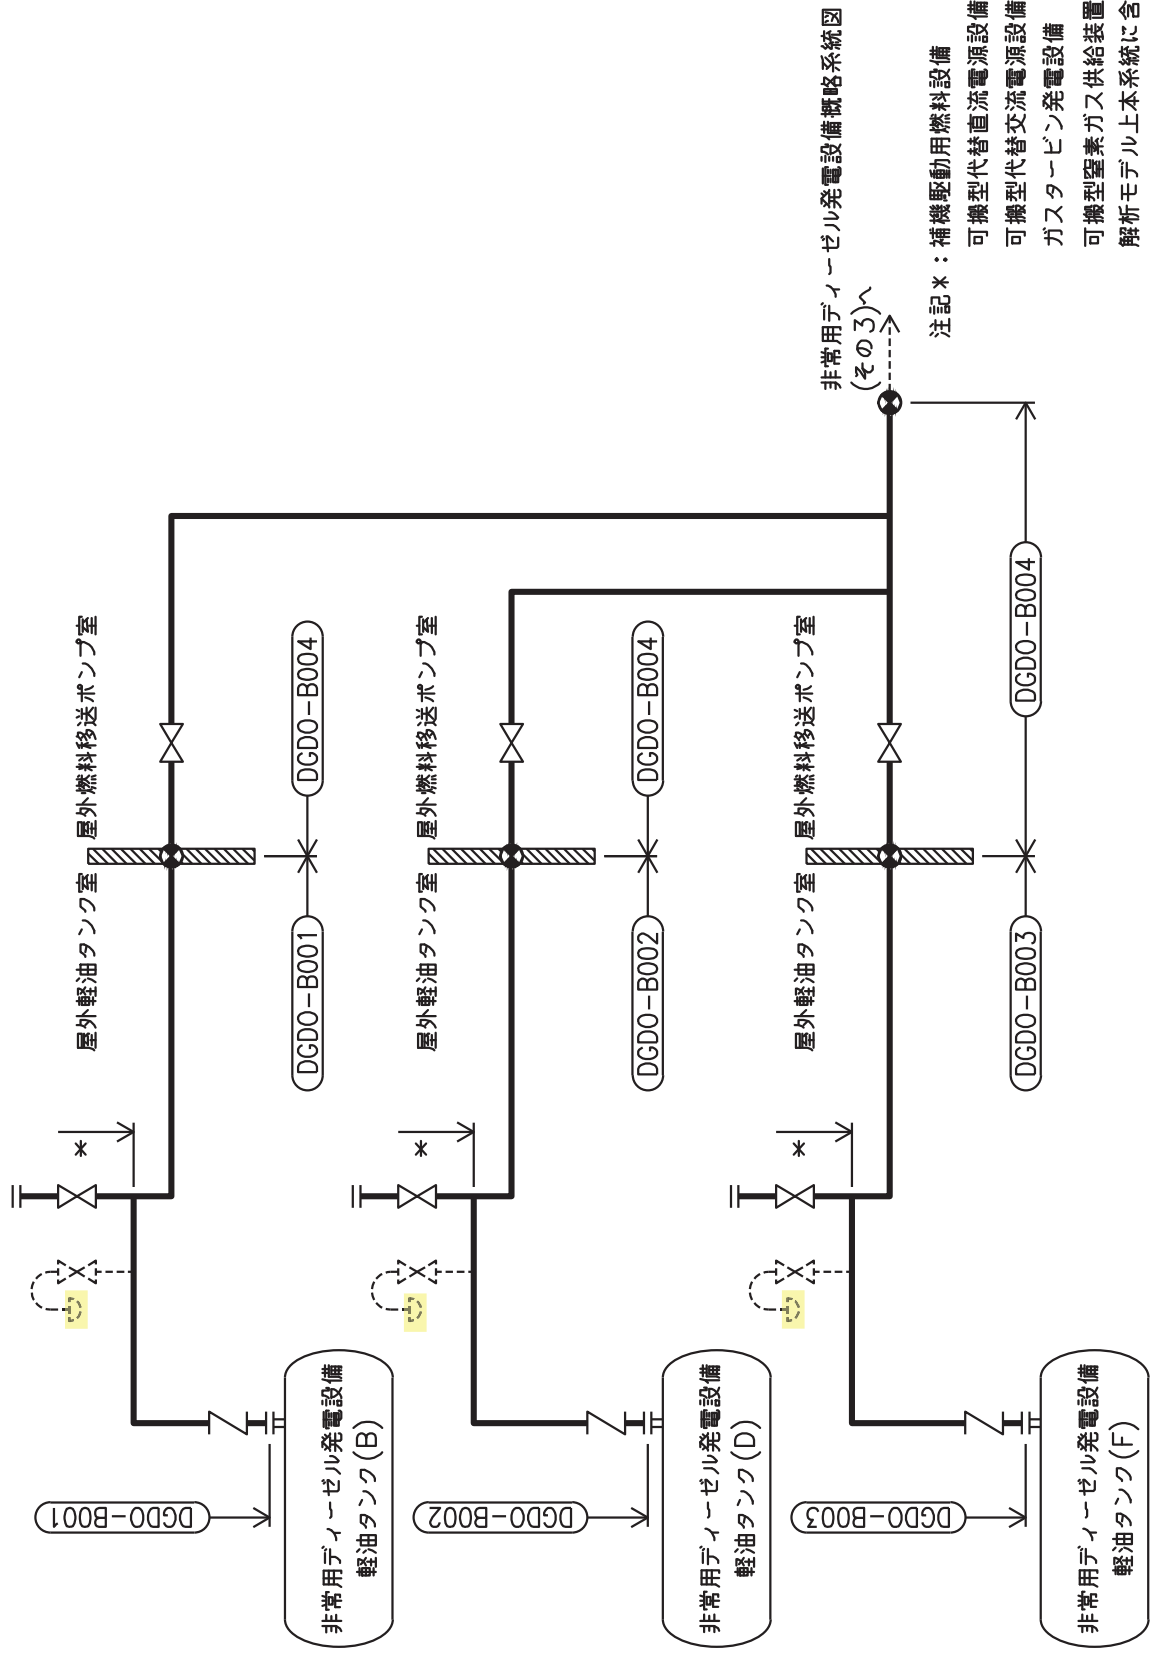 非常用ディーゼル発電設備概略系統図
(その3)へ
注記＊：補機駆動用燃料設備
可搬型代替直流電源設備
可搬型代替交流電源設備
ガスタービン発電設備
可搬型窒素ガス供給装置
解析モデル上本系統に含
屋外軽油タンク室
屋外燃料移送ポンプ室
＊
DGDO-B001
DGDO-B004
DGDO-B001
非常用ディーゼル発電設備
軽油タンク(B)
屋外軽油タンク室
屋外燃料移送ポンプ室
＊
DGDO-B002
DGDO-B004
DGDO-B002
非常用ディーゼル発電設備
軽油タンク(D)
屋外軽油タンク室
屋外燃料移送ポンプ室
＊
DGDO-B003
DGDO-B004
DGDO-B003
非常用ディーゼル発電設備
軽油タンク(F)